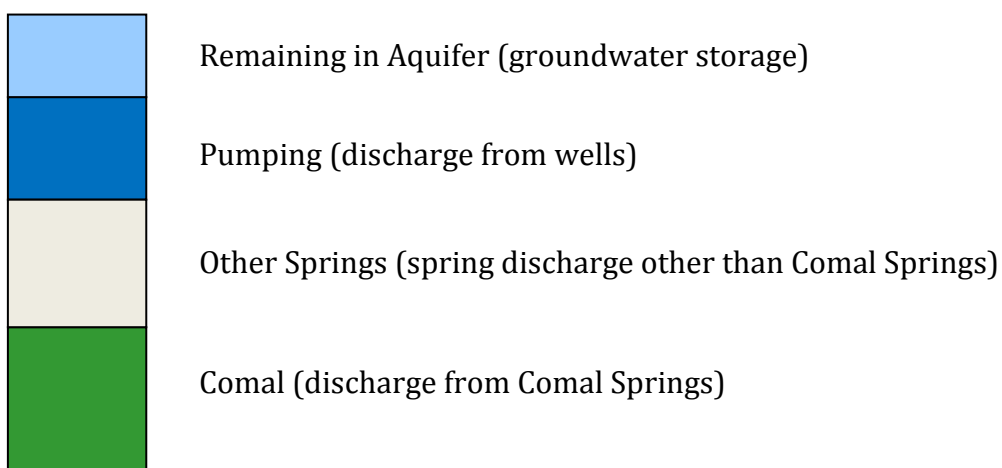 Remaining in Aquifer (groundwater storage)
Pumping (discharge from wells)
Other Springs (spring discharge other than Comal Springs)
Comal (discharge from Comal Springs)